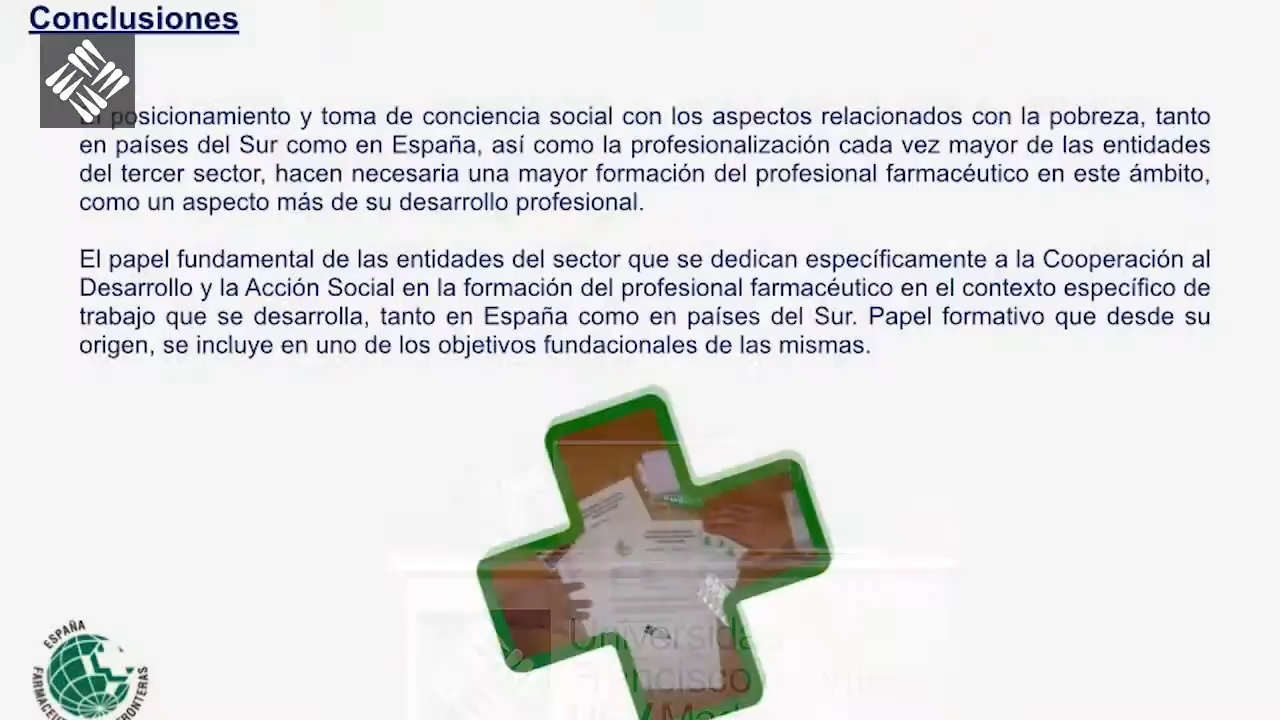 Conclusiones
El posicionamiento y toma de conciencia social con los aspectos relacionados con la pobreza, tanto
en países del Sur como en España, así como la profesionalización cada vez mayor de las entidades
del tercer sector, hacen necesaria una mayor formación del profesional farmacéutico en este ámbito,
como un aspecto más de su desarrollo profesional.
El papel fundamental de las entidades del sector que se dedican específicamente a la Cooperación al
Desarrollo y la Acción Social en la formación del profesional farmacéutico en el contexto específico de
trabajo que se desarrolla, tanto en España como en países del Sur. Papel formativo que desde su
origen, se incluye en uno de los objetivos fundacionales de las mismas.
ESPAÑA
Francisco